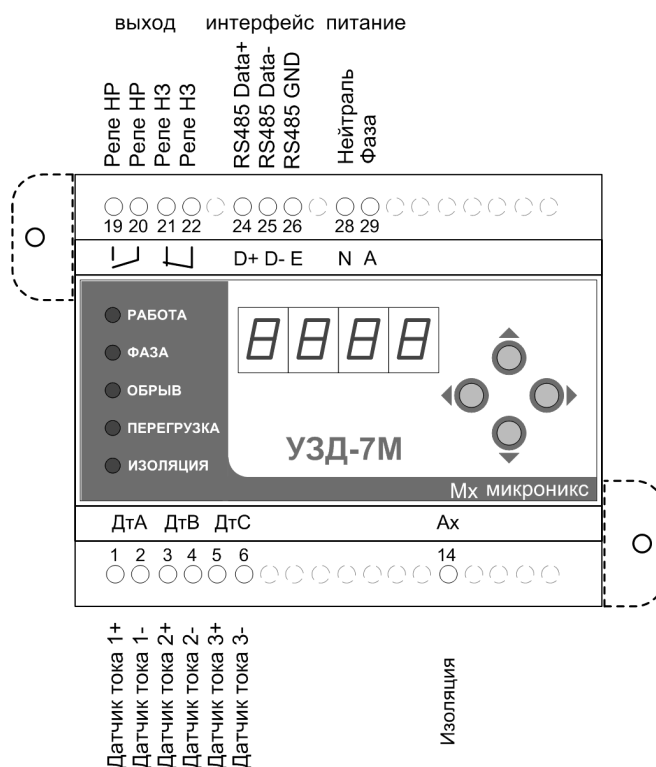 выход интерфейс питание
Реле НР
Реле НР
Реле НЗ
Реле НЗ
RS485 Data+
RS485 Data-
RS485 GND
Нейтраль
Фаза
19 20 21 22 24 25 26 28 29
D+ D- E N A
РАБОТА
ФАЗА
ОБРЫВ
ПЕРЕГРУЗКА
ИЗОЛЯЦИЯ
8888
УЗД-7М
Мх микроникс
ДтА ДтВ ДтС Ах
1 2 3 4 5 6 14
Датчик тока 1+
Датчик тока 1-
Датчик тока 2+
Датчик тока 2-
Датчик тока 3+
Датчик тока 3-
Изоляция